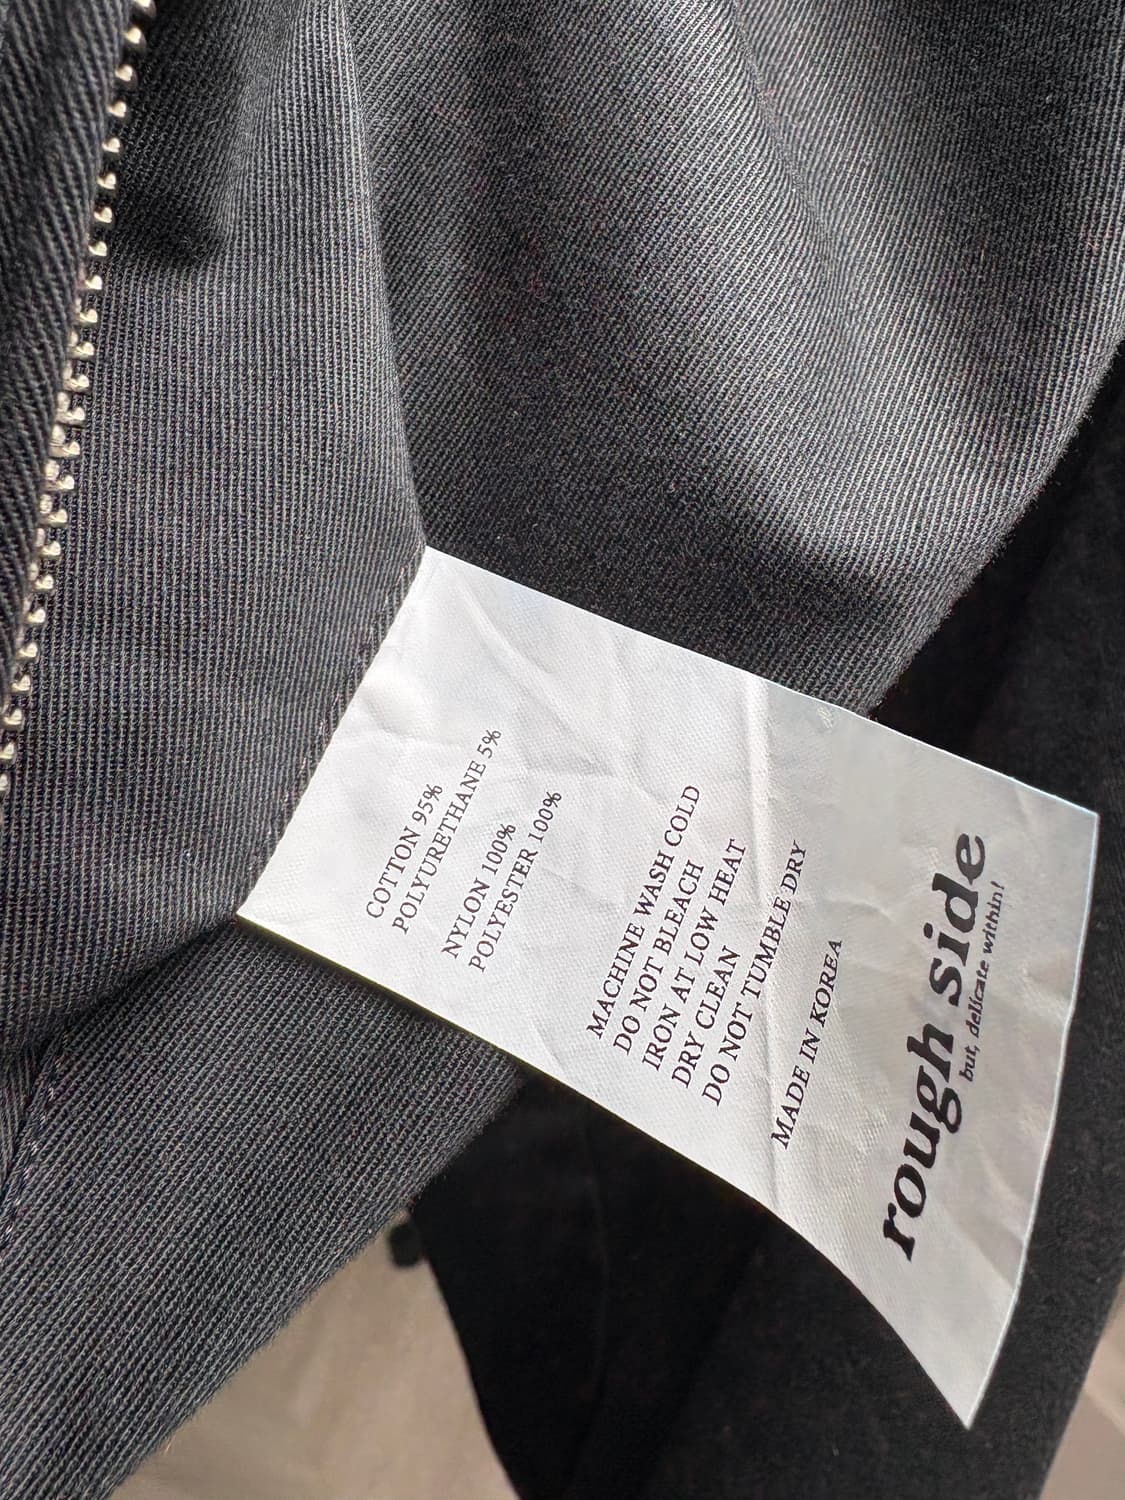 COTTON 95%
POLYURETHANE 5%
NYLON 100%
POLYESTER 100%
MACHINE WASH COLD
DO NOT BLEACH
IRON AT LOW HEAT
DRY CLEAN
DO NOT TUMBLE DRY
MADE IN KOREA
rough side
but, delicate within!